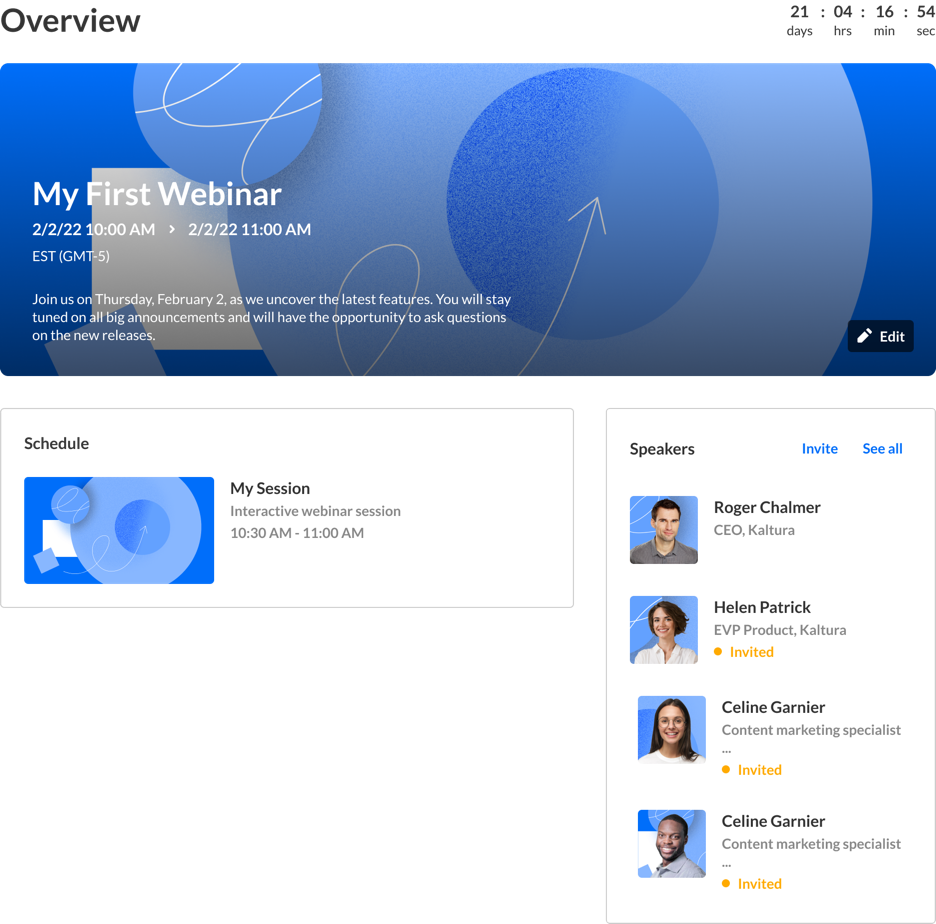 Overview
21 : 04 : 16 : 54
days hrs min sec
My First Webinar
2/2/22 10:00 AM > 2/2/22 11:00 AM
EST (GMT-5)
Join us on Thursday, February 2, as we uncover the latest features. You will stay
tuned on all big announcements and will have the opportunity to ask questions
on the new releases.
Edit
Schedule
My Session
Interactive webinar session
10:30 AM - 11:00 AM
Speakers
Invite
See all
Roger Chalmer
CEO, Kaltura
Helen Patrick
EVP Product, Kaltura
Invited
Celine Garnier
Content marketing specialist
...
Invited
Celine Garnier
Content marketing specialist
...
Invited